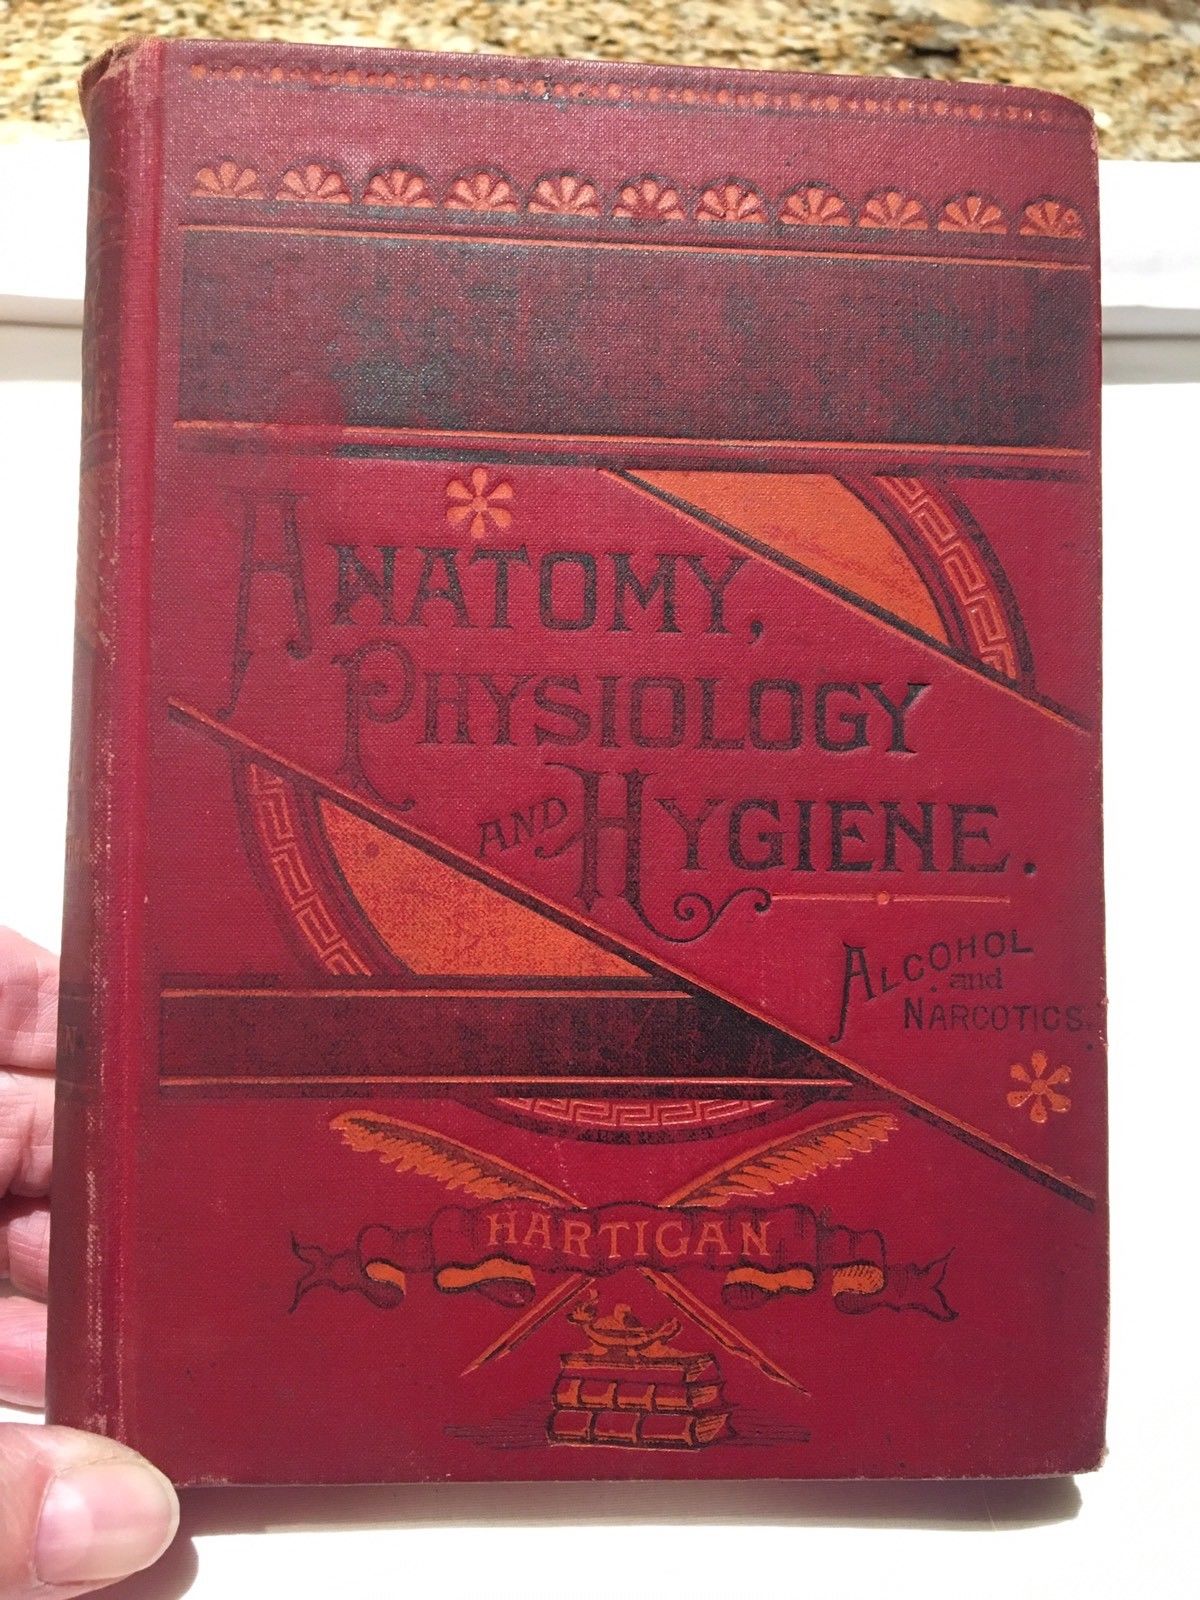 ANATOMY,
PHYSIOLOGY
AND HYGIENE.
ALCOHOL
and
NARCOTICS.
HARTIGAN